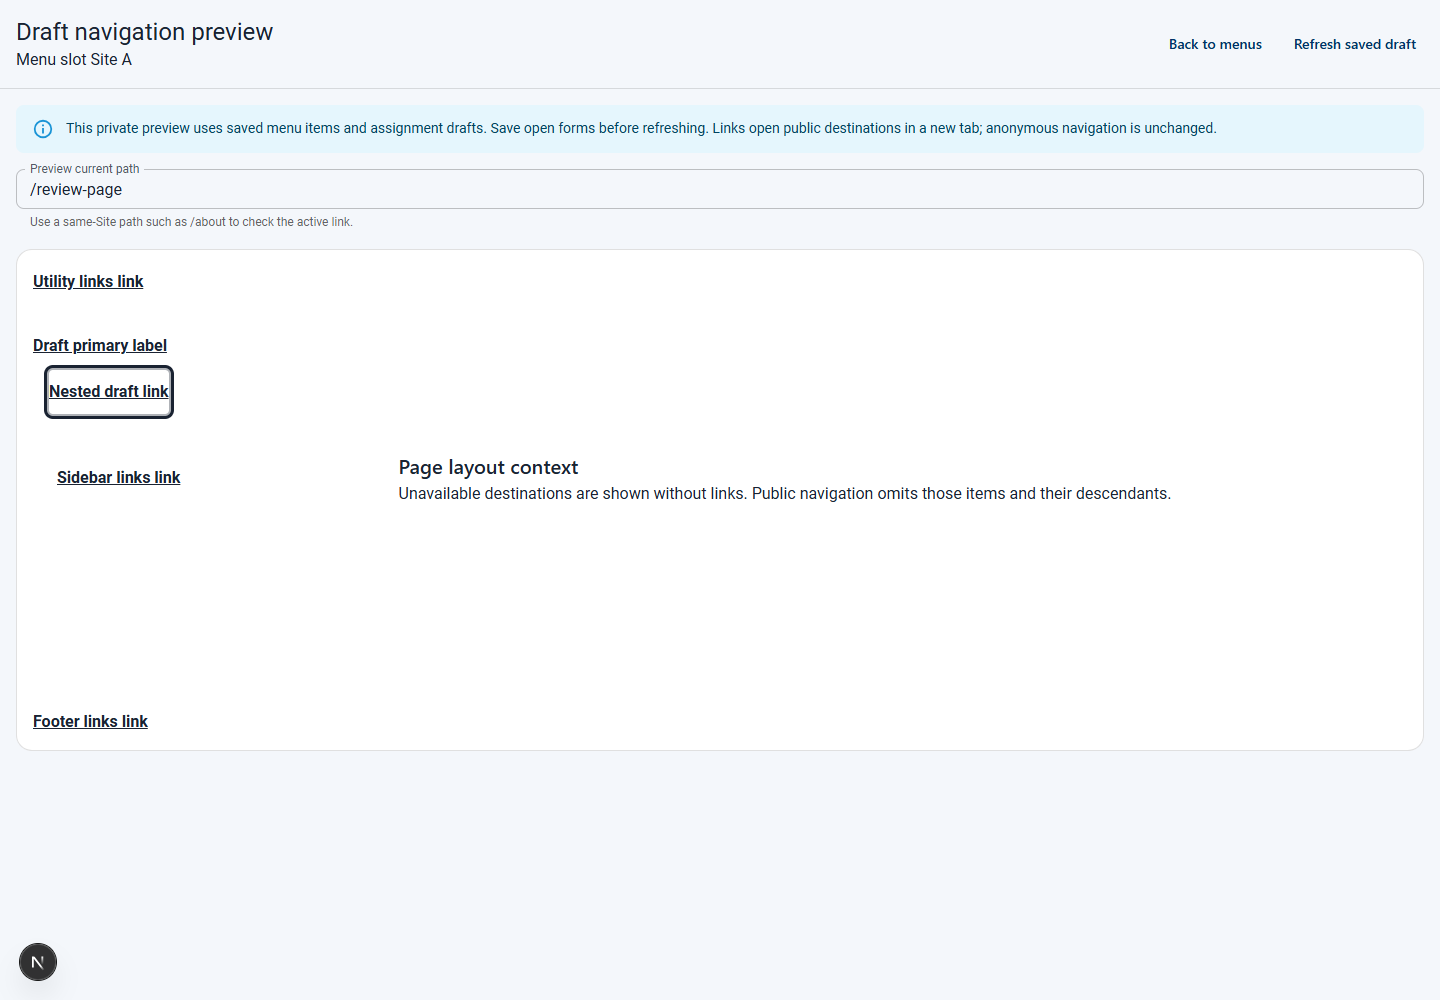 Draft navigation preview
Menu slot Site A
Back to menus
Refresh saved draft
This private preview uses saved menu items and assignment drafts. Save open forms before refreshing. Links open public destinations in a new tab; anonymous navigation is unchanged.
Preview current path
/review-page
Use a same-Site path such as /about to check the active link.
Utility links link
Draft primary label
Nested draft link
Sidebar links link
Page layout context
Unavailable destinations are shown without links. Public navigation omits those items and their descendants.
Footer links link
N